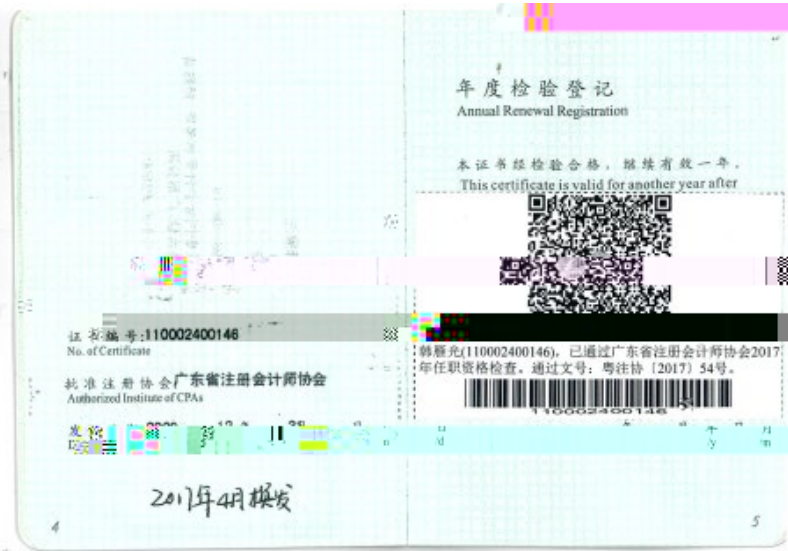 证书编号:110002400146
No. of Certificate
批准注册协会广东省注册会计师协会
Authorized Institute of CPAs
2017年4月换发
4
年度检验登记
Annual Renewal Registration
本证书经检验合格，继续有效一年。
This certificate is valid for another year after
韩雁光(110002400146)，已通过广东省注册会计师协会2017
年任职资格检查。通过文号：粤注协〔2017〕54号。
110002400146
5